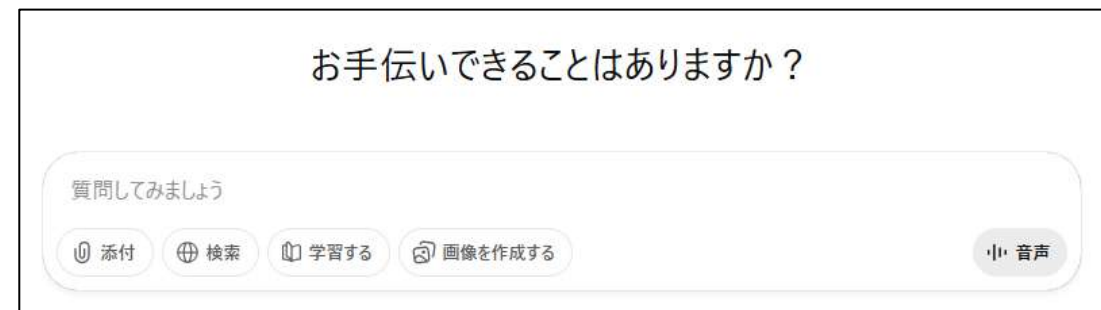 お手伝いできることはありますか？
質問してみましょう
添付 検索 学習する 画像を作成する 音声